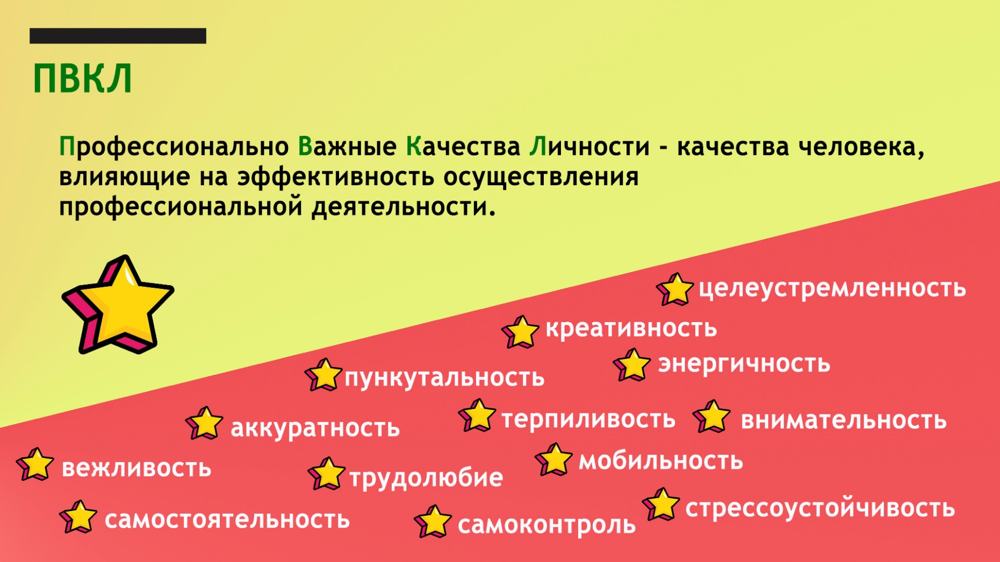 ПВКЛ
Профессионально Важные Качества Личности - качества человека,
влияющие на эффективность осуществления
профессиональной деятельности.
целеустремленность
креативность
энергичность
пункутальность
терпиливость
внимательность
аккуратность
мобильность
вежливость
трудолюбие
стрессоустойчивость
самостоятельность
самоконтроль